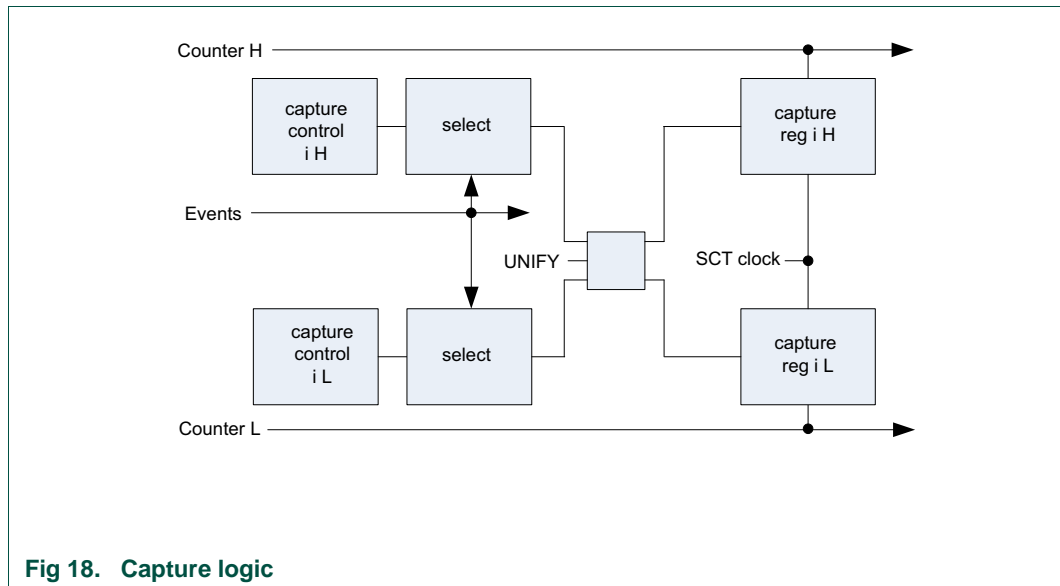 Counter H
capture
control
i H
select
capture
reg i H
Events
UNIFY
SCT clock
capture
control
i L
select
capture
reg i L
Counter L
Fig 18. Capture logic